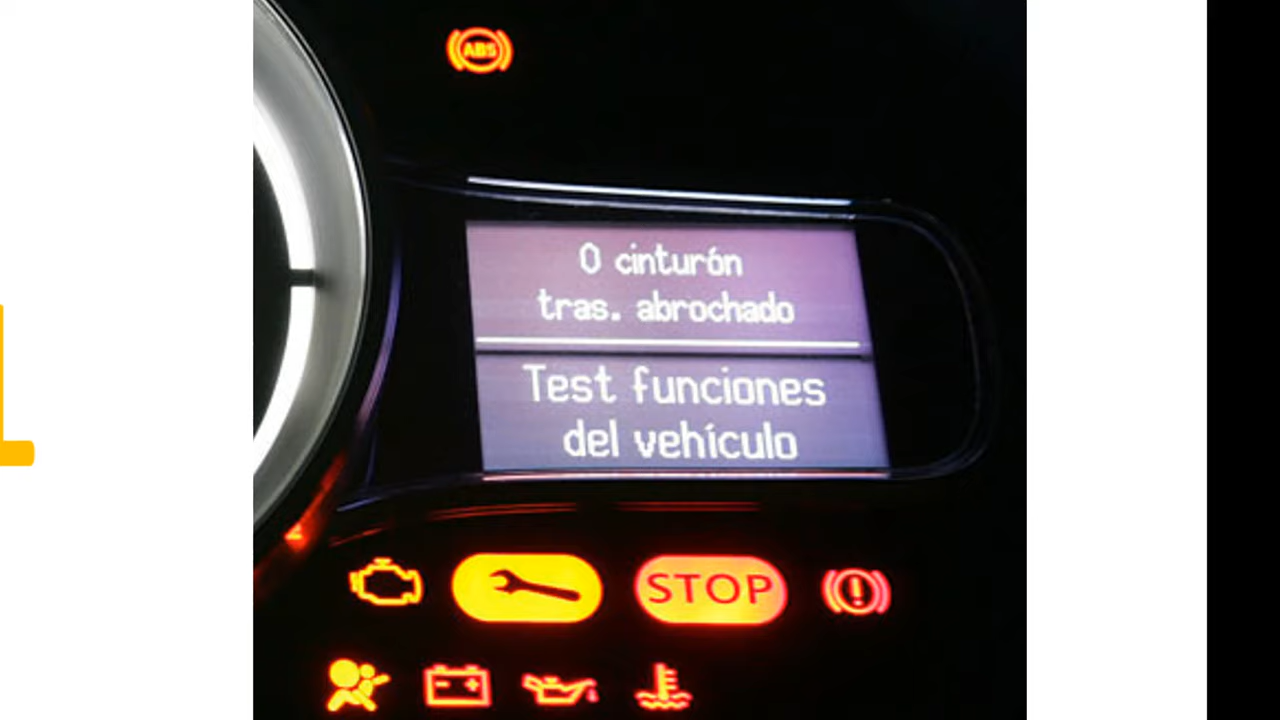 ABS
0 cinturón
tras. abrochado
Test funciones
del vehículo
STOP